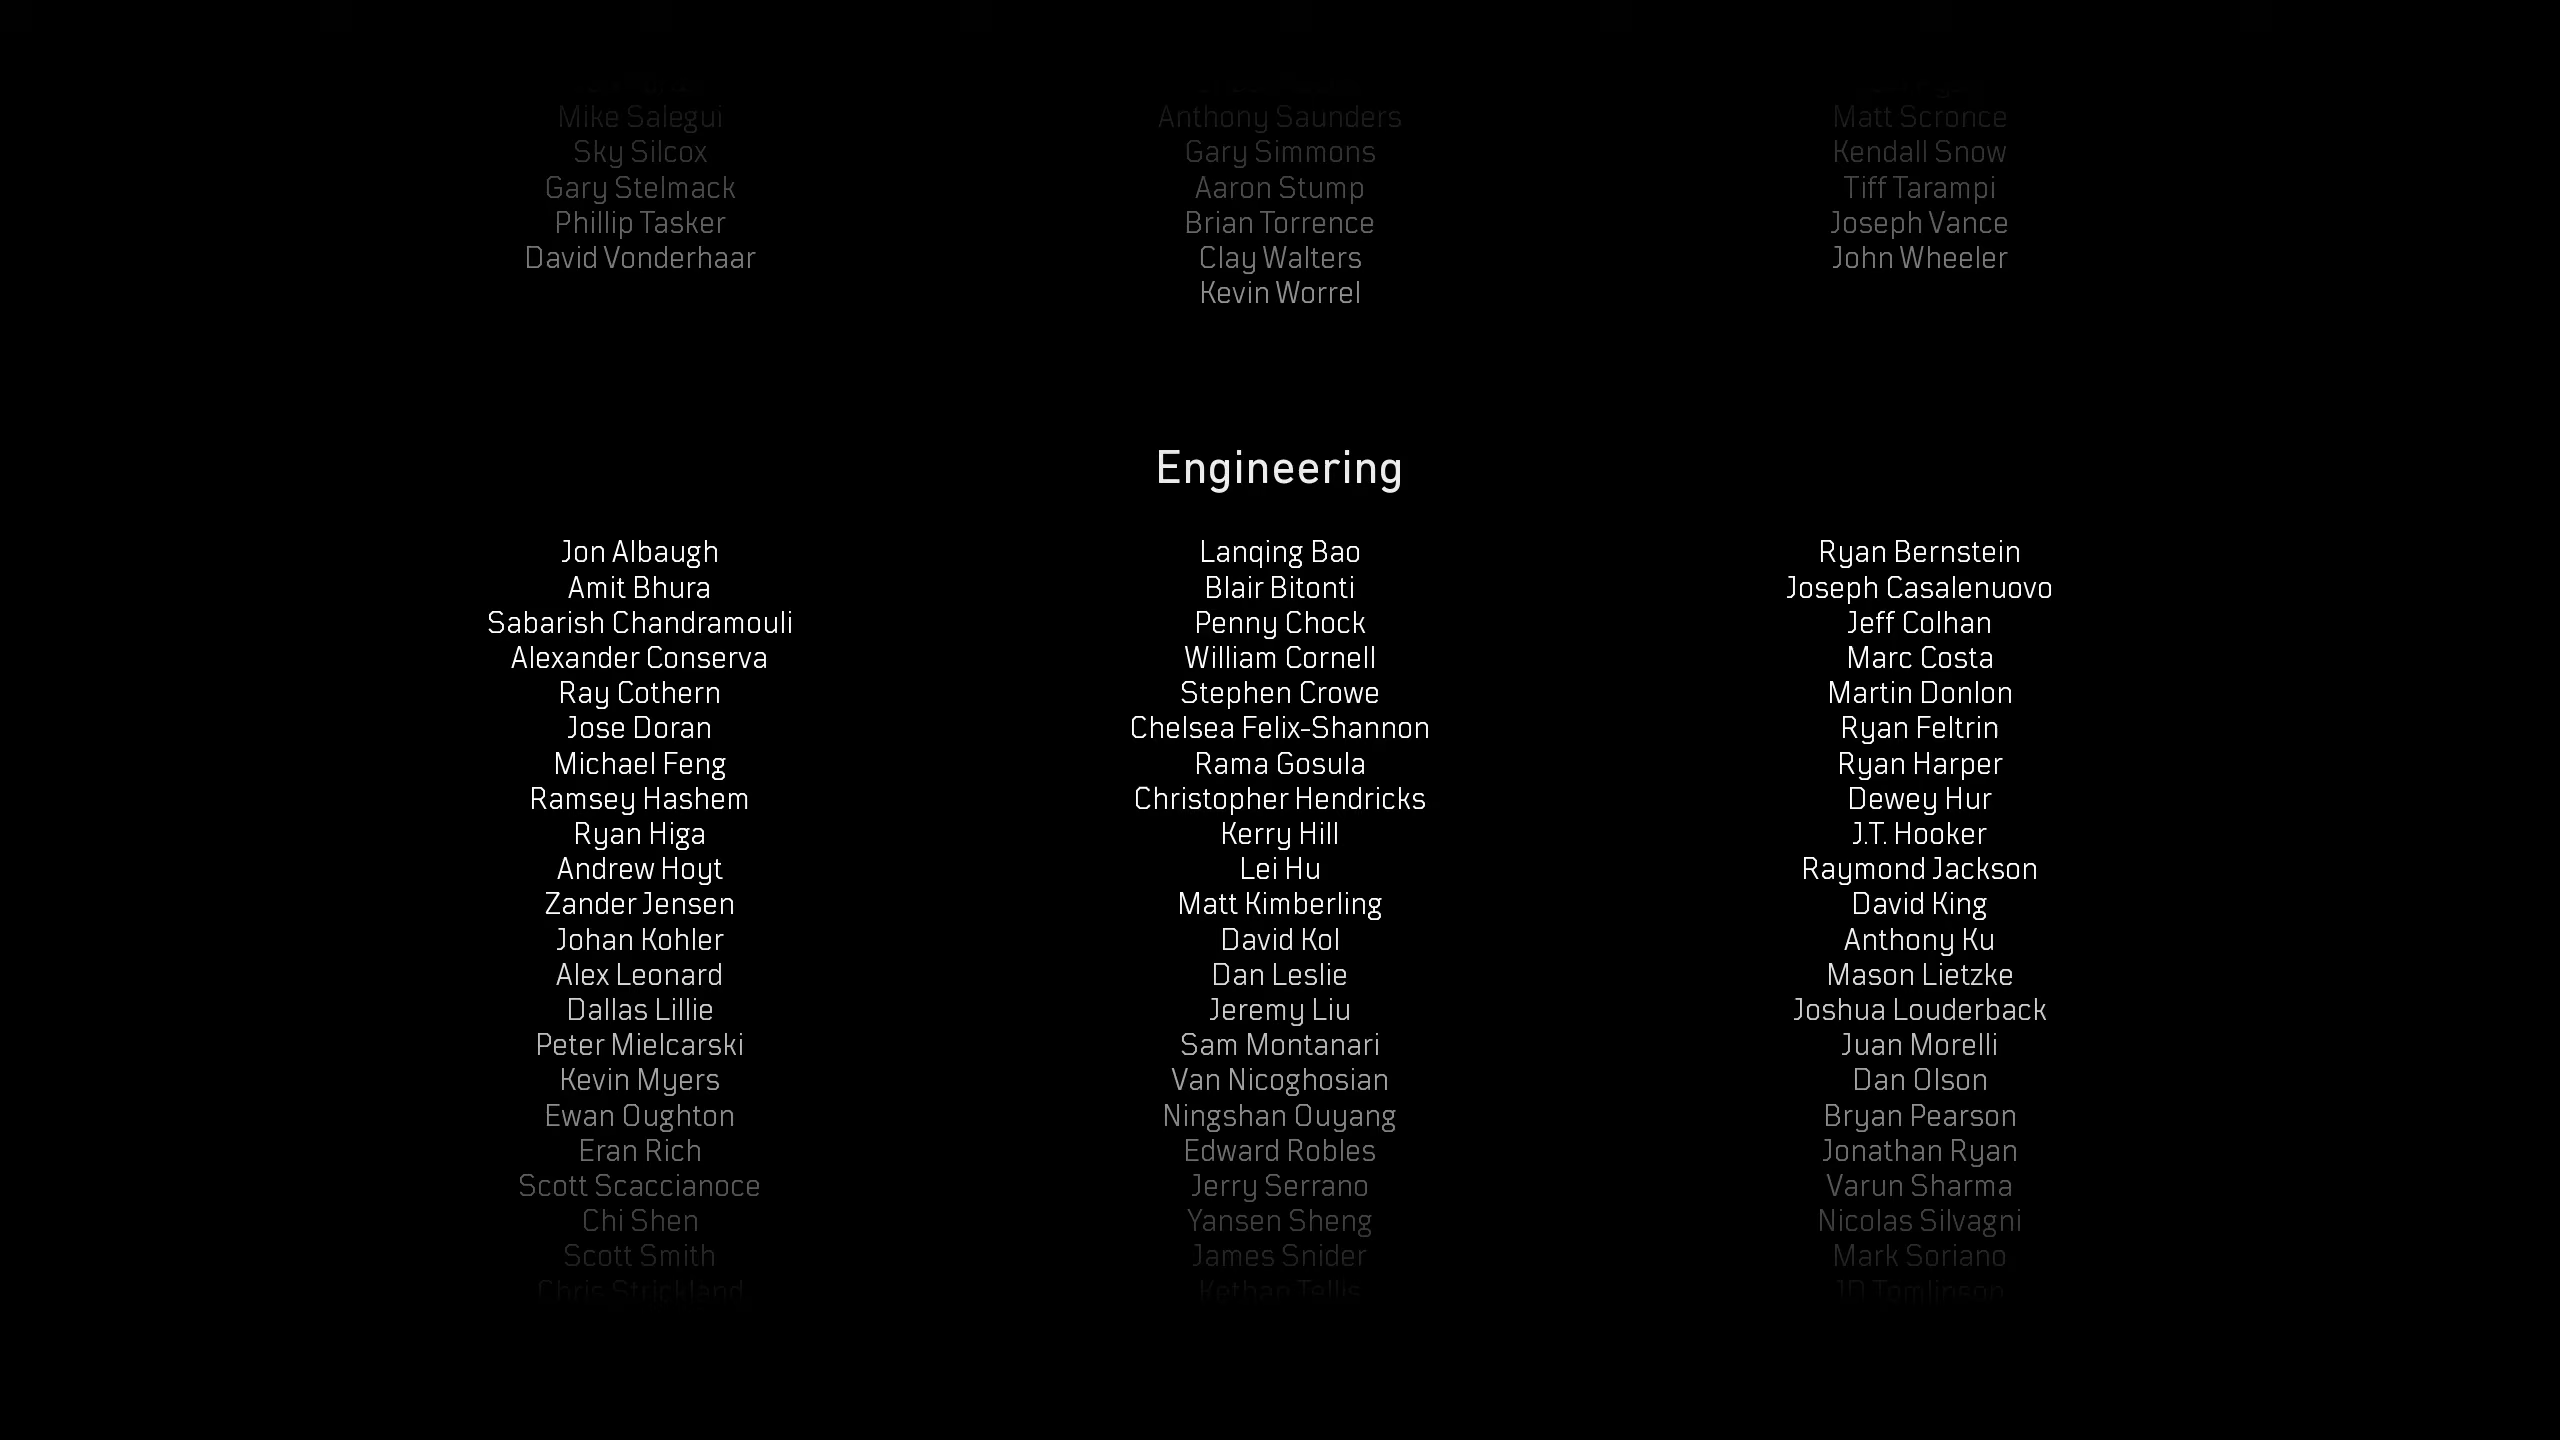 Mike Salegui Anthony Saunders Matt Scronce
Sky Silcox Gary Simmons Kendall Snow
Gary Stelmack Aaron Stump Tiff Tarampi
Phillip Tasker Brian Torrence Joseph Vance
David Vonderhaar Clay Walters John Wheeler
Kevin Worrel
Engineering
Jon Albaugh Lanqing Bao Ryan Bernstein
Amit Bhura Blair Bitonti Joseph Casalenuovo
Sabarish Chandramouli Penny Chock Jeff Colhan
Alexander Conserva William Cornell Marc Costa
Ray Cothern Stephen Crowe Martin Donlon
Jose Doran Chelsea Felix-Shannon Ryan Feltrin
Michael Feng Rama Gosula Ryan Harper
Ramsey Hashem Christopher Hendricks Dewey Hur
Ryan Higa Kerry Hill J.T. Hooker
Andrew Hoyt Lei Hu Raymond Jackson
Zander Jensen Matt Kimberling David King
Johan Kohler David Kol Anthony Ku
Alex Leonard Dan Leslie Mason Lietzke
Dallas Lillie Jeremy Liu Joshua Louderback
Peter Mielcarski Sam Montanari Juan Morelli
Kevin Myers Van Nicoghosian Dan Olson
Ewan Oughton Ningshan Ouyang Bryan Pearson
Eran Rich Edward Robles Jonathan Ryan
Scott Scaccianoce Jerry Serrano Varun Sharma
Chi Shen Yansen Sheng Nicolas Silvagni
Scott Smith James Snider Mark Soriano
Chris Strickland Kethan Tellis JD Tomlinson